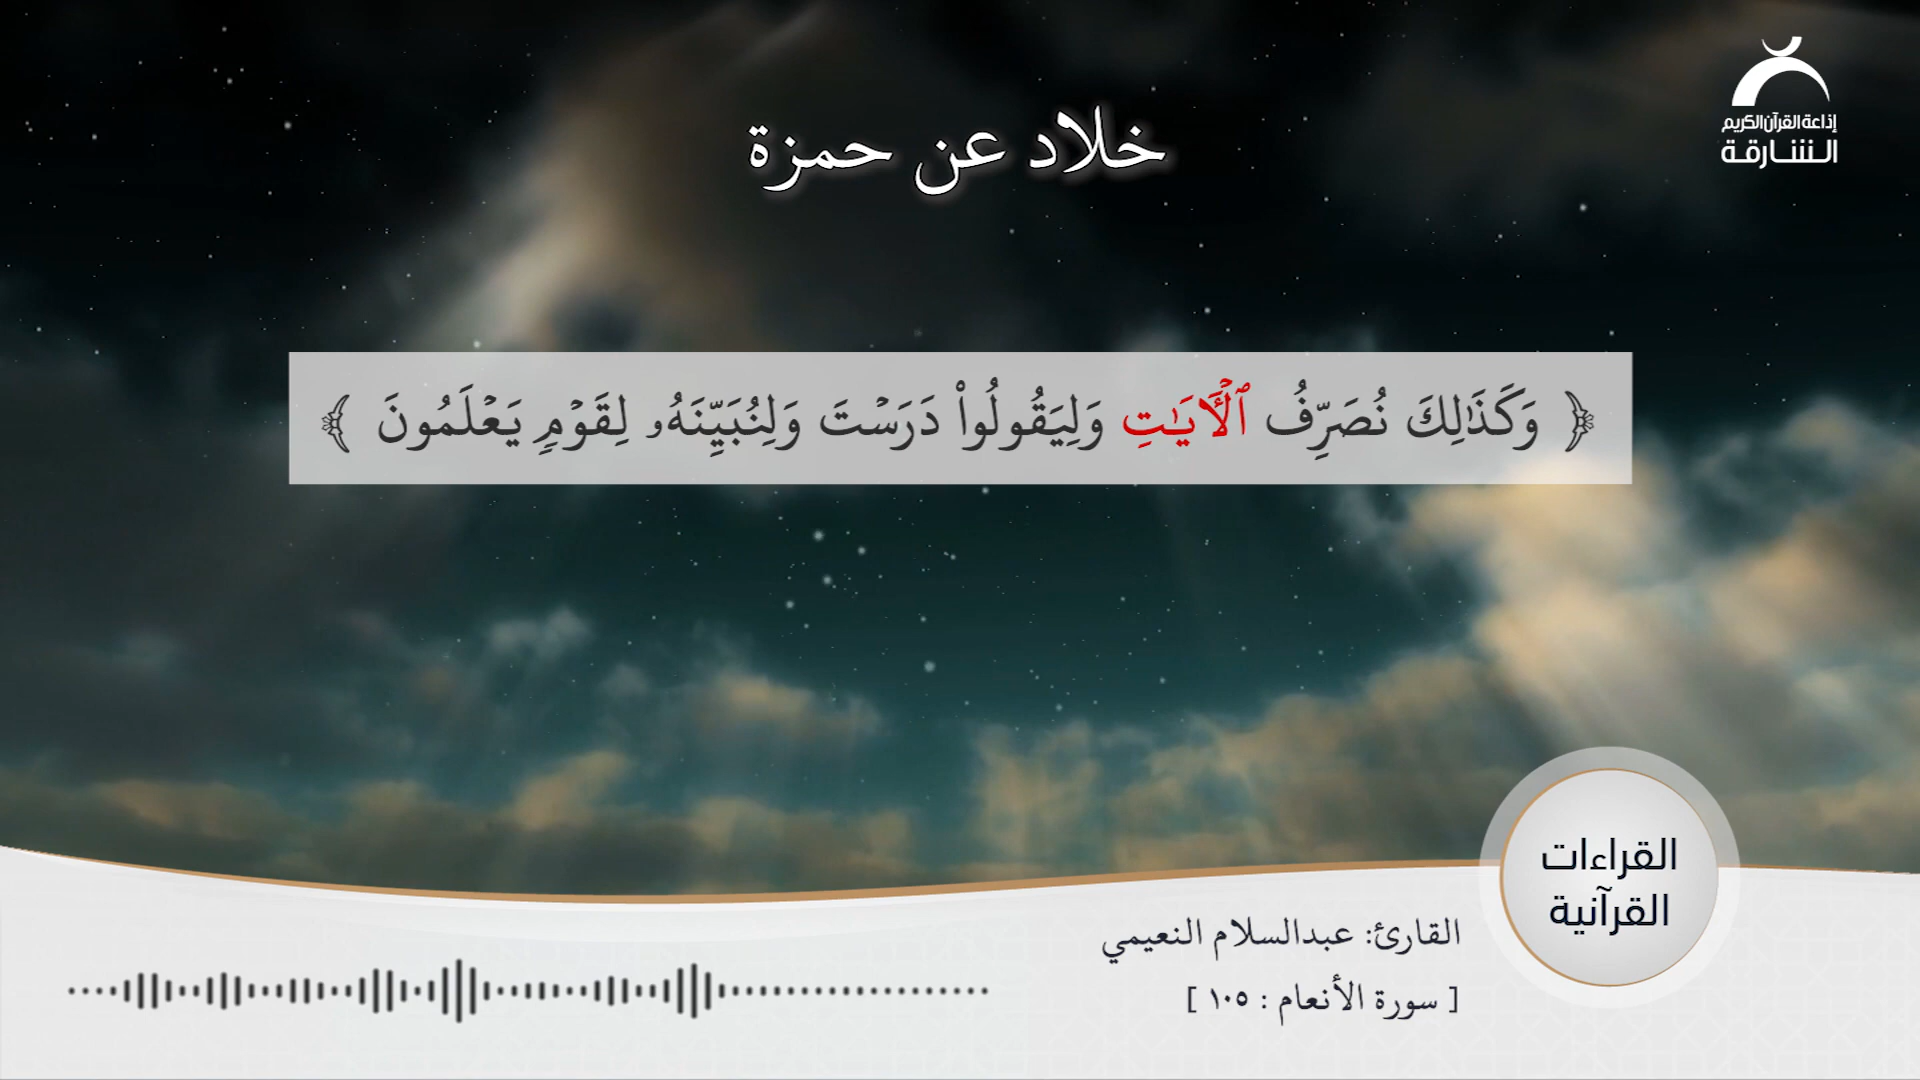 إذاعة القرآن الكريم
الشارقة
خلاد عن حمزة
﴿ وَكَذَٰلِكَ نُصَرِّفُ ٱلۡأٓيَٰتِ وَلِيَقُولُواْ دَرَسۡتَ وَلِنُبَيِّنَهُۥ لِقَوۡمٖ يَعۡلَمُونَ ﴾
القراءات
القرآنية
القارئ: عبدالسلام النعيمي
[ سورة الأنعام : ١٠٥ ]